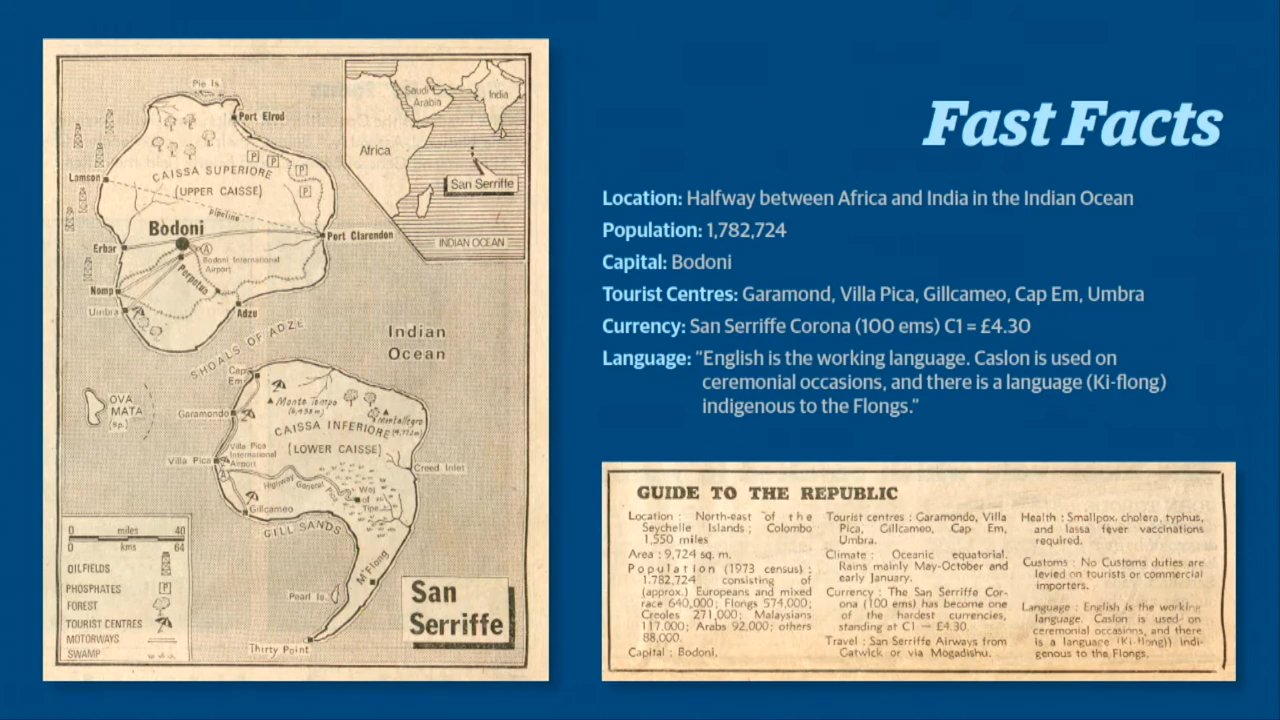 Pie Is.
Port Elrod
Saudi
Arabia
India
Africa
San Serriffe
INDIAN OCEAN
Lamson
CAISSA SUPERIORE
(UPPER CAISSE)
Pipeline
Bodoni
Port Clarendon
Erbar
Bodoni International
Airport
Perpetua
Nomp
Umbra
Adze
SHOALS OF ADZE
Indian
Ocean
Cap
Em
OVA
MATA
(Sp.)
Monte Tempo
Garamondo
Montallegro
CAISSA INFERIORE
(LOWER CAISSE)
Villa Pica
International
Airport
Villa Pica
Creed Inlet
Highway General Pica
Woj
of
Tipe
Gillcameo
GILL SANDS
M'Flong
Pearl Is.
Thirty Point
0 miles 40
0 kms 64
OILFIELDS
PHOSPHATES P
FOREST
TOURIST CENTRES
MOTORWAYS
SWAMP
San
Serriffe
Fast Facts
Location: Halfway between Africa and India in the Indian Ocean
Population: 1,782,724
Capital: Bodoni
Tourist Centres: Garamond, Villa Pica, Gillcameo, Cap Em, Umbra
Currency: San Serriffe Corona (100 ems) C1 = £4.30
Language: "English is the working language. Caslon is used on
ceremonial occasions, and there is a language (Ki-flong)
indigenous to the Flongs."
GUIDE TO THE REPUBLIC
Location : North-east of the
Seychelle Islands; Colombo
1,550 miles
Area : 9,724 sq. m.
Population (1973 census) :
1,782,724 consisting of
(approx.) Europeans and mixed
race 640,000; Flongs 574,000;
Creoles 271,000; Malaysians
117,000; Arabs 92,000; others
88,000.
Capital : Bodoni.
Tourist centres : Garamondo, Villa
Pica, Gillcameo, Cap Em,
Umbra.
Climate : Oceanic equatorial.
Rains mainly May-October and
early January.
Currency : The San Serriffe Cor-
ona (100 ems) has become one
of the hardest currencies,
standing at C1 — £4.30.
Travel : San Serriffe Airways from
Gatwick or via Mogadishu.
Health : Smallpox, cholera, typhus,
and lassa fever vaccinations
required.
Customs : No Customs duties are
levied on tourists or commercial
importers.
Language : English is the working
language. Caslon is used on
ceremonial occasions, and there
is a language (Ki-flong)) indi-
genous to the Flongs.